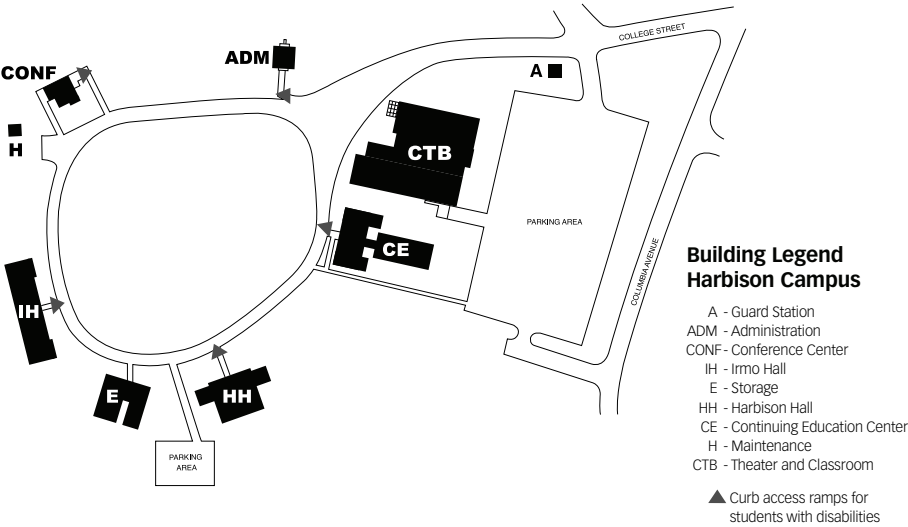 COLLEGE STREET
ADM
CONF
A
H
CTB
PARKING AREA
CE
COLUMBIA AVENUE
IH
E
HH
PARKING
AREA
Building Legend
Harbison Campus
A - Guard Station
ADM - Administration
CONF - Conference Center
IH - Irmo Hall
E - Storage
HH - Harbison Hall
CE - Continuing Education Center
H - Maintenance
CTB - Theater and Classroom
Curb access ramps for
students with disabilities